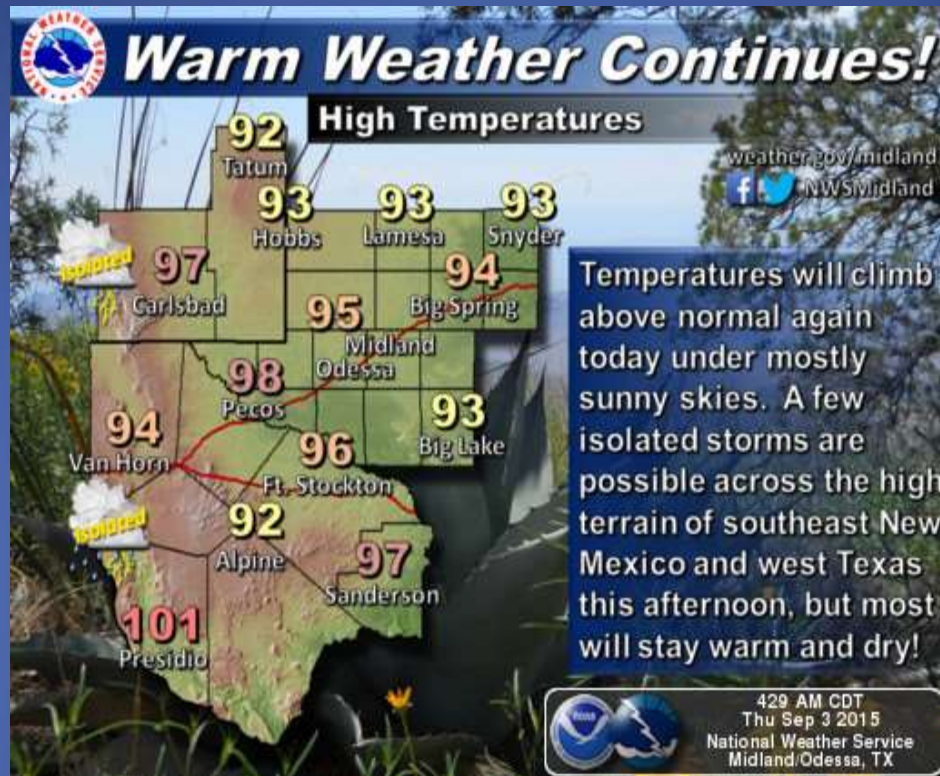 NATIONAL WEATHER SERVICE
Warm Weather Continues!
High Temperatures
weather.gov/midland
NWSMidland
92
Tatum
93
Hobbs
93
Lamesa
93
Snyder
Isolated
97
Carlsbad
94
Big Spring
95
Midland
Odessa
98
Pecos
93
Big Lake
94
Van Horn
96
Ft. Stockton
Isolated
92
Alpine
97
Sanderson
101
Presidio
Temperatures will climb
above normal again
today under mostly
sunny skies. A few
isolated storms are
possible across the high
terrain of southeast New
Mexico and west Texas
this afternoon, but most
will stay warm and dry!
noaa
429 AM CDT
Thu Sep 3 2015
National Weather Service
Midland/Odessa, TX